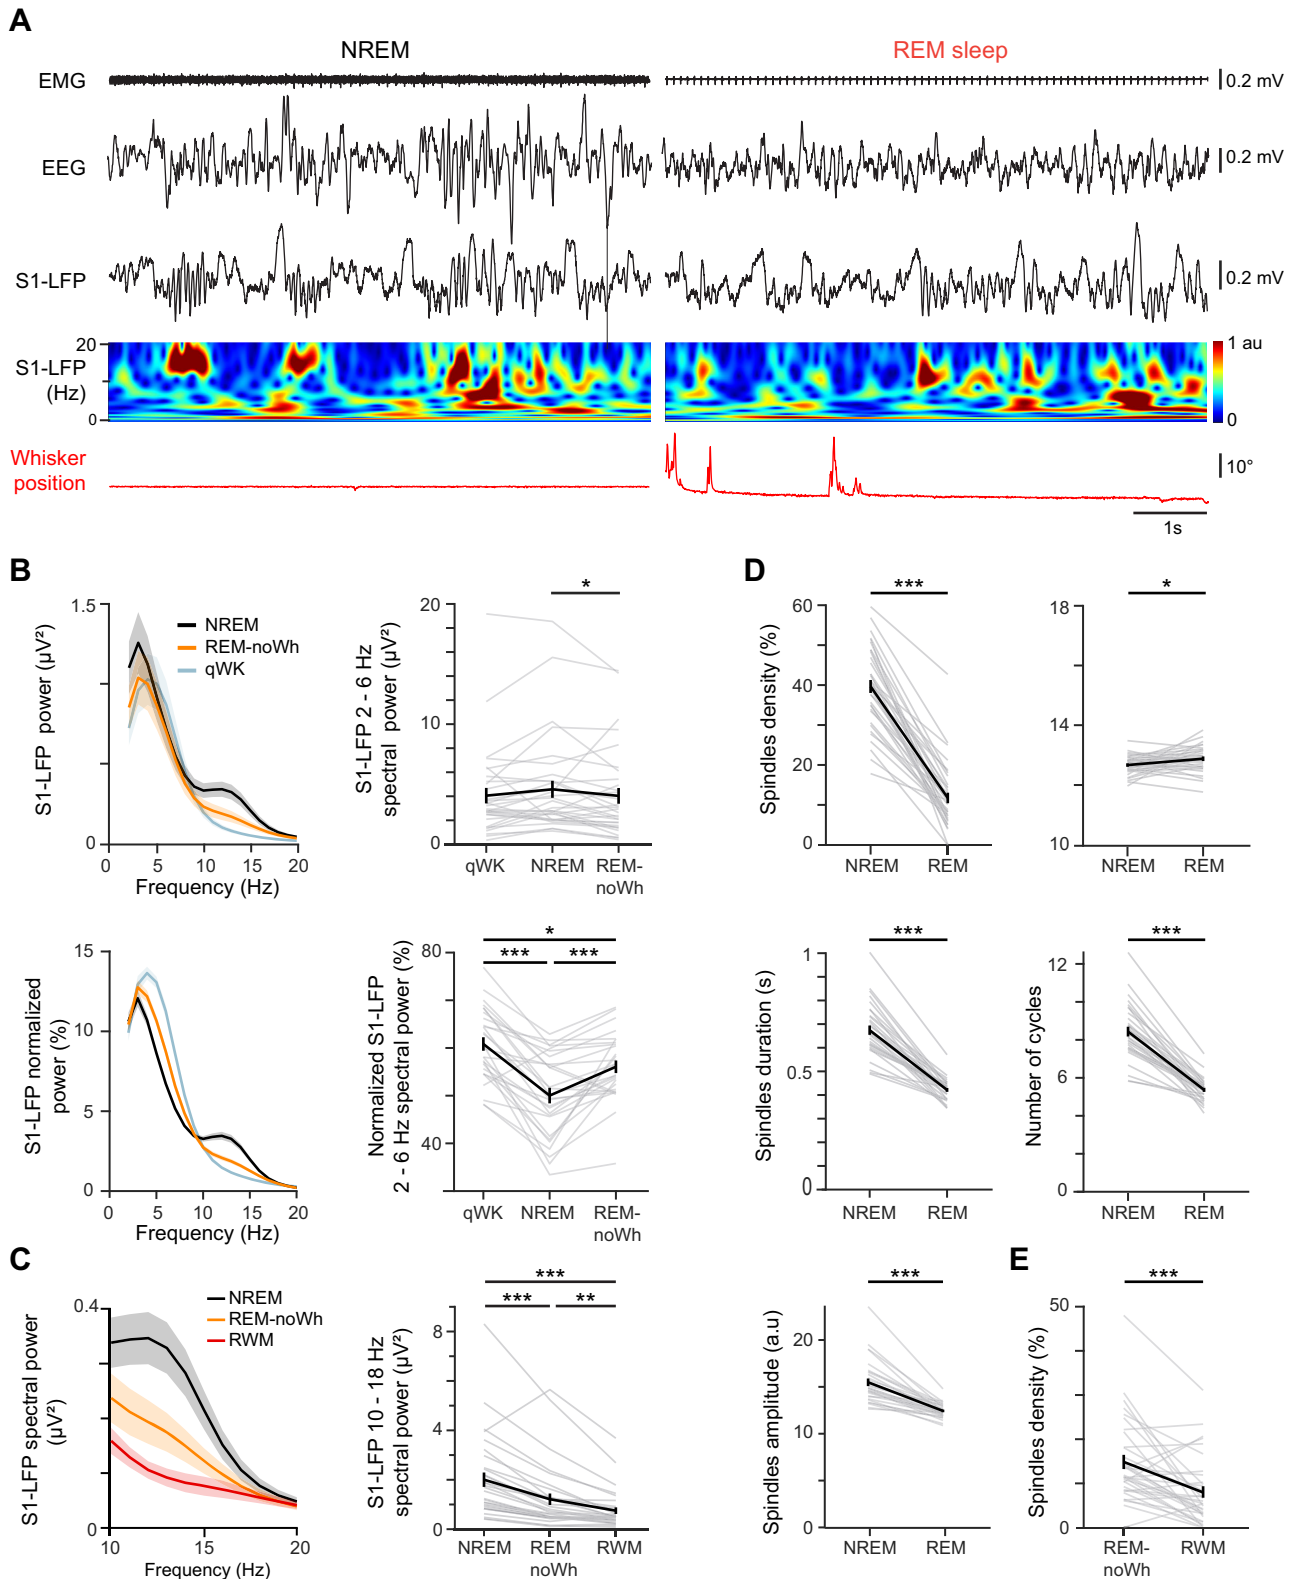 A
NREM
REM sleep
EMG
0.2 mV
EEG
0.2 mV
S1-LFP
0.2 mV
20
S1-LFP
(Hz)
0
1 au
0
Whisker
position
10°
1s
B
1.5
0
S1-LFP power (µV²)
NREM
REM-noWh
qWK
0
5
10
15
20
Frequency (Hz)
*
20
10
0
S1-LFP 2 - 6 Hz
spectral power (µV²)
qWK
NREM
REM-
noWh
15
10
5
0
S1-LFP normalized
power (%)
0
5
10
15
20
Frequency (Hz)
*
***
***
80
40
Normalized S1-LFP
2 - 6 Hz spectral power (%)
qWK
NREM
REM-
noWh
C
0.4
0
S1-LFP spectral power
(µV²)
NREM
REM-noWh
RWM
10
15
20
Frequency (Hz)
***
***
**
8
4
0
S1-LFP 10 - 18 Hz
spectral power (µV²)
NREM
REM
noWh
RWM
D
***
60
40
20
0
Spindles density (%)
NREM
REM
*
18
14
10
NREM
REM
***
1
0.5
0
Spindles duration (s)
NREM
REM
***
12
6
0
Number of cycles
NREM
REM
***
20
10
0
Spindles amplitude (a.u)
NREM
REM
E
***
50
0
Spindles density (%)
REM-
noWh
RWM